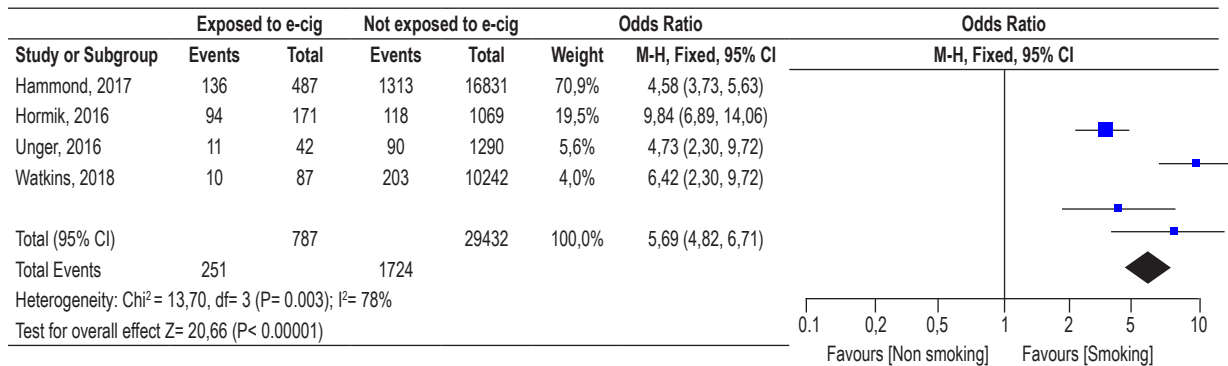 Exposed to e-cig Not exposed to e-cig Odds Ratio Odds Ratio
Study or Subgroup Events Total Events Total Weight M-H, Fixed, 95% CI M-H, Fixed, 95% CI
Hammond, 2017 136 487 1313 16831 70,9% 4,58 (3,73, 5,63)
Hormik, 2016 94 171 118 1069 19,5% 9,84 (6,89, 14,06)
Unger, 2016 11 42 90 1290 5,6% 4,73 (2,30, 9,72)
Watkins, 2018 10 87 203 10242 4,0% 6,42 (2,30, 9,72)
Total (95% CI) 787 29432 100,0% 5,69 (4,82, 6,71)
Total Events 251 1724
Heterogeneity: Chi² = 13,70, df= 3 (P= 0.003); I²= 78%
Test for overall effect Z= 20,66 (P< 0.00001)
0.1 0,2 0,5 1 2 5 10
Favours [Non smoking] Favours [Smoking]